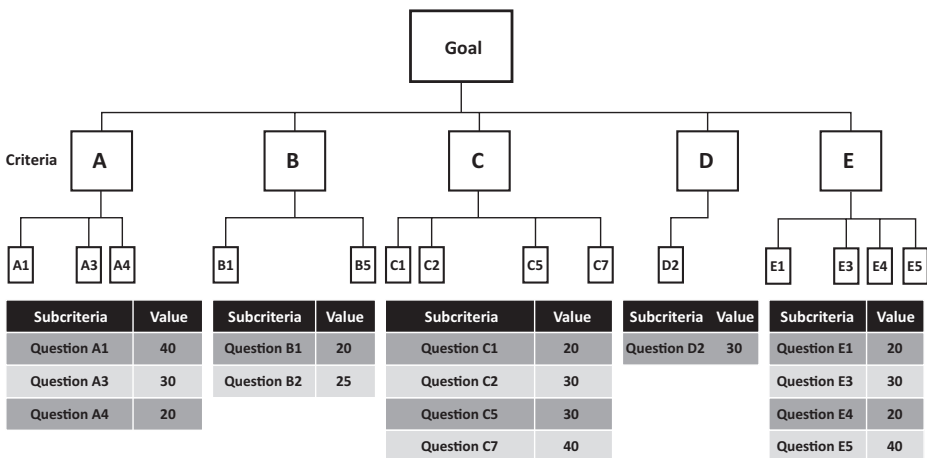 Goal
Criteria
A
B
C
D
E
A1
A3
A4
B1
B5
C1
C2
C5
C7
D2
E1
E3
E4
E5
Subcriteria Value
Question A1 40
Question A3 30
Question A4 20
Subcriteria Value
Question B1 20
Question B2 25
Subcriteria Value
Question C1 20
Question C2 30
Question C5 30
Question C7 40
Subcriteria Value
Question D2 30
Subcriteria Value
Question E1 20
Question E3 30
Question E4 20
Question E5 40